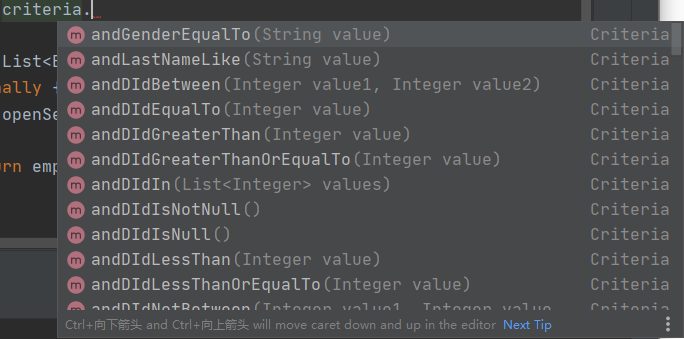 criteria.
m andGenderEqualTo(String value) Criteria
List<E m andLastNameLike(String value) Criteria
nally { m andDIdBetween(Integer value1, Integer value2) Criteria
openSe m andDIdEqualTo(Integer value) Criteria
m andDIdGreaterThan(Integer value) Criteria
urn emp m andDIdGreaterThanOrEqualTo(Integer value) Criteria
m andDIdIn(List<Integer> values) Criteria
m andDIdIsNotNull() Criteria
m andDIdIsNull() Criteria
m andDIdLessThan(Integer value) Criteria
m andDIdLessThanOrEqualTo(Integer value) Criteria
m andDIdNotBetween(Integer value1, Integer value Criteria
Ctrl+向下箭头 and Ctrl+向上箭头 will move caret down and up in the editor Next Tip